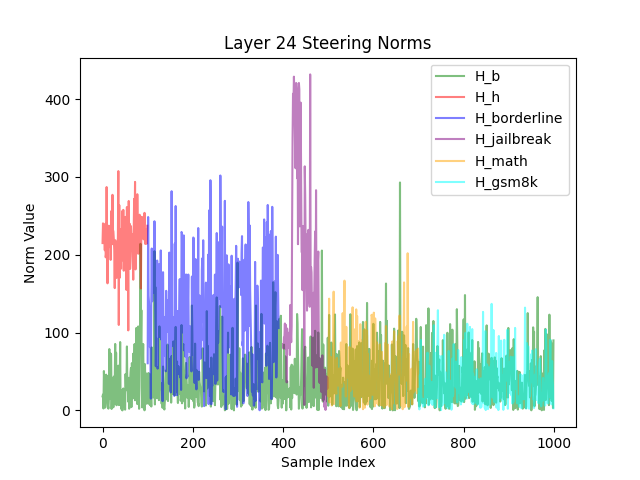 Layer 24 Steering Norms
H_b
H_h
H_borderline
H_jailbreak
H_math
H_gsm8k
400
300
200
100
0
Norm Value
0
200
400
600
800
1000
Sample Index